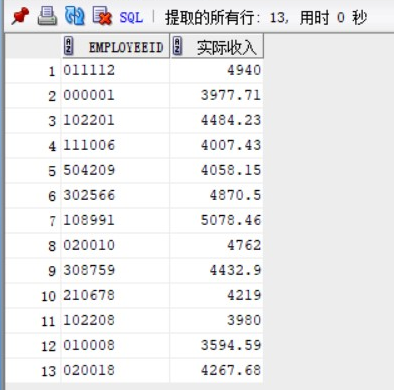 SQL | 提取的所有行: 13, 用时 0 秒
EMPLOYEEID 实际收入
1 011112 4940
2 000001 3977.71
3 102201 4484.23
4 111006 4007.43
5 504209 4058.15
6 302566 4870.5
7 108991 5078.46
8 020010 4762
9 308759 4432.9
10 210678 4219
11 102208 3980
12 010008 3594.59
13 020018 4267.68